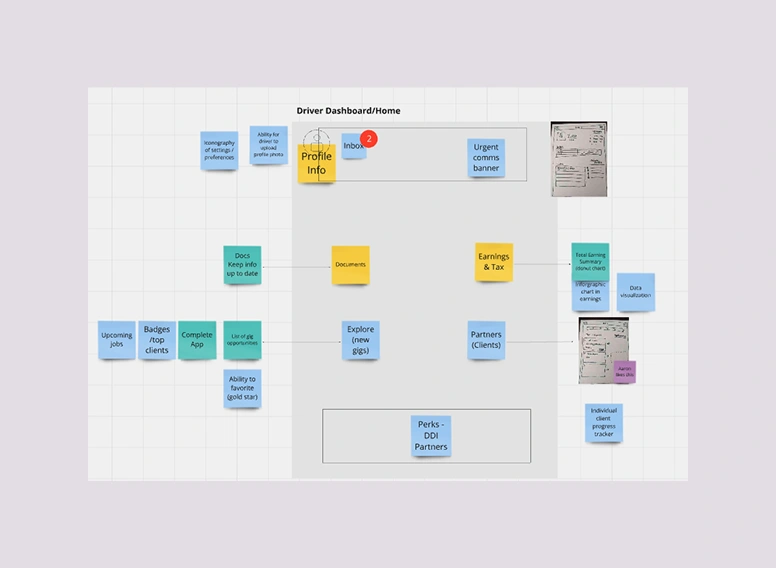 Driver Dashboard/Home
Iconography
of settings /
preferences
Ability for
driver to
upload
profile photo
Profile
Info
Inbox
2
Urgent
comms
banner
Docs
Keep info
up to date
Documents
Earnings
& Tax
Total Earning
Summary
(donut chart)
chart in
earnings
Data
visualization
Upcoming
jobs
Badges
/top
clients
Complete
App
List of gig
opportunities
Explore
(new
gigs)
Partners
(Clients)
Ability to
favorite
(gold star)
Aaron
likes this
Individual
client
progress
tracker
Perks -
DDI
Partners